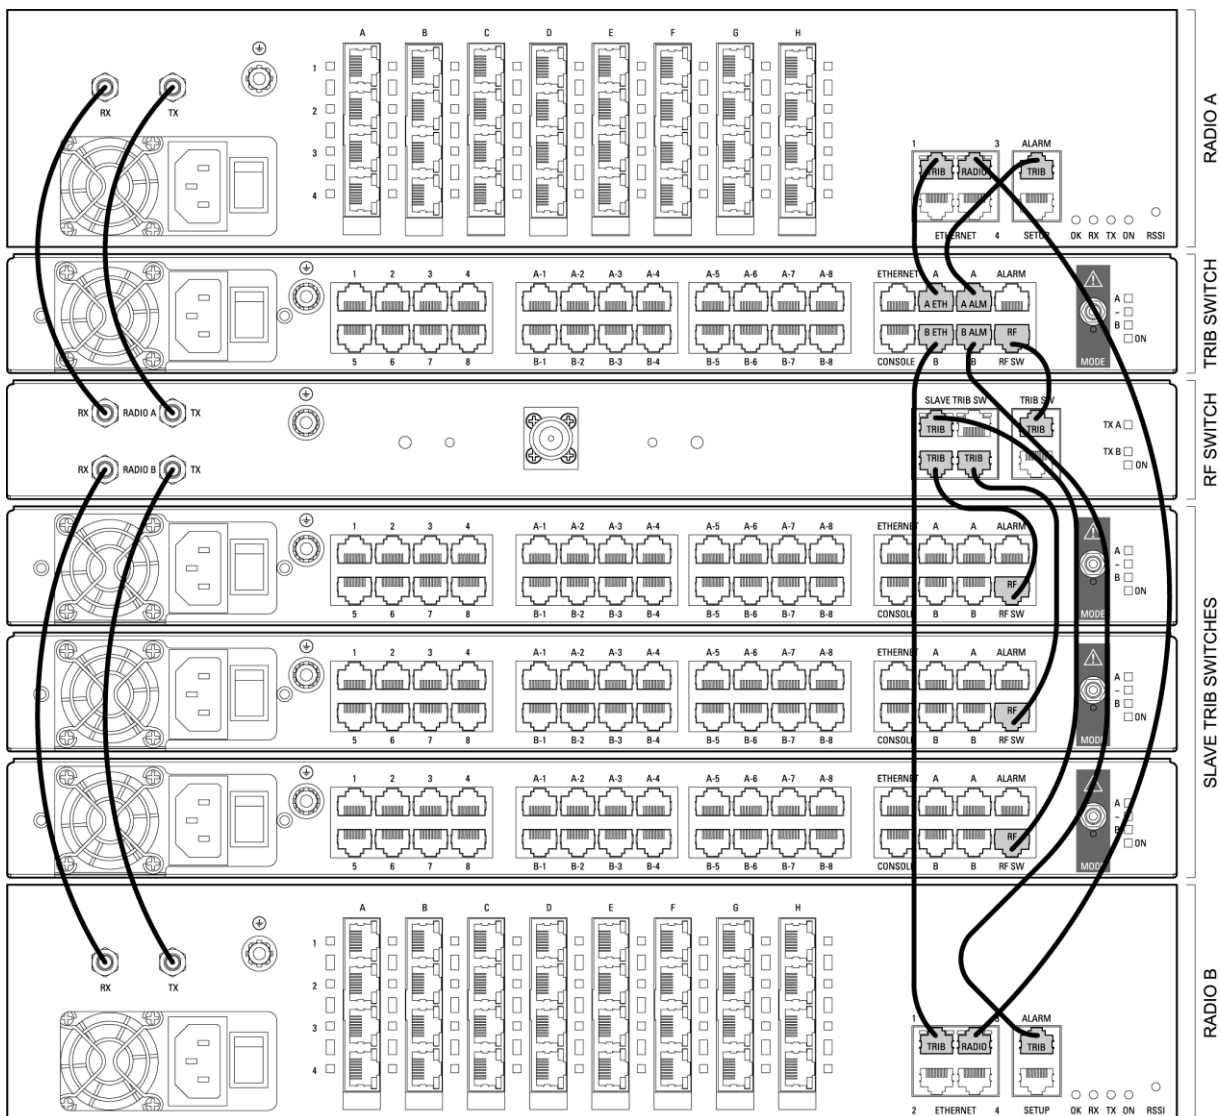 A B C D E F G H
1
2
3
4
RX TX
1 3 ALARM
TRIB RADIO TRIB
ETHERNET 4 SETUP
OK RX TX ON RSSI
RADIO A
1 2 3 4 A-1 A-2 A-3 A-4 A-5 A-6 A-7 A-8 ETHERNET A A ALARM
A ETH A ALM
B ETH B ALM RF
5 6 7 8 B-1 B-2 B-3 B-4 B-5 B-6 B-7 B-8 CONSOLE B B RF SW
MODE
A
~
B
ON
TRIB SWITCH
RX RADIO A TX
RX RADIO B TX
SLAVE TRIB SW TRIB SW
TRIB TRIB
TRIB TRIB
TX A
TX B
ON
RF SWITCH
1 2 3 4 A-1 A-2 A-3 A-4 A-5 A-6 A-7 A-8 ETHERNET A A ALARM
RF
5 6 7 8 B-1 B-2 B-3 B-4 B-5 B-6 B-7 B-8 CONSOLE B B RF SW
MODE
A
~
B
ON
1 2 3 4 A-1 A-2 A-3 A-4 A-5 A-6 A-7 A-8 ETHERNET A A ALARM
RF
5 6 7 8 B-1 B-2 B-3 B-4 B-5 B-6 B-7 B-8 CONSOLE B B RF SW
MODE
A
~
B
ON
1 2 3 4 A-1 A-2 A-3 A-4 A-5 A-6 A-7 A-8 ETHERNET A A ALARM
RF
5 6 7 8 B-1 B-2 B-3 B-4 B-5 B-6 B-7 B-8 CONSOLE B B RF SW
MODE
A
~
B
ON
SLAVE TRIB SWITCHES
A B C D E F G H
1
2
3
4
RX TX
1 3 ALARM
TRIB RADIO TRIB
2 ETHERNET 4 SETUP
OK RX TX ON RSSI
RADIO B